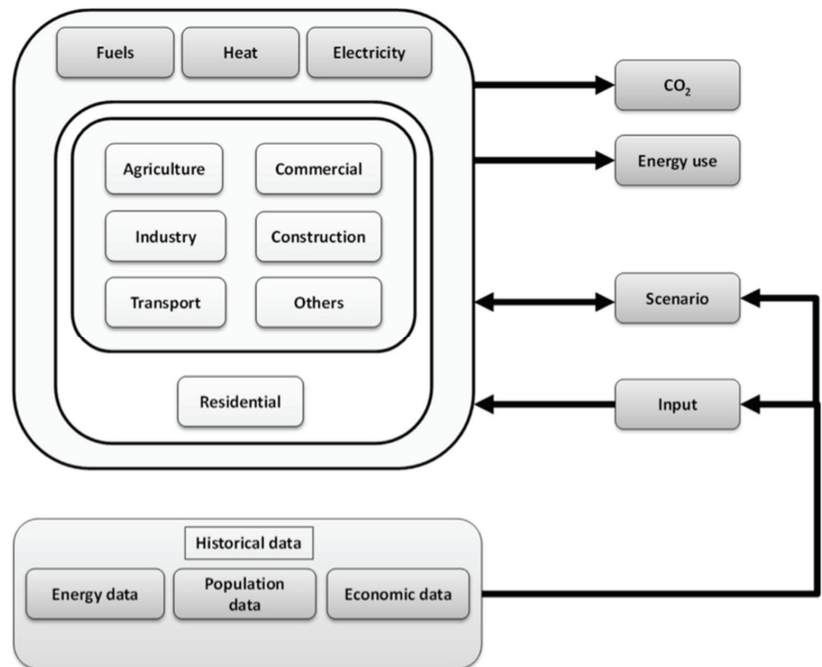 Fuels
Heat
Electricity
CO₂
Energy use
Agriculture
Commercial
Industry
Construction
Transport
Others
Scenario
Residential
Input
Historical data
Energy data
Population
data
Economic data